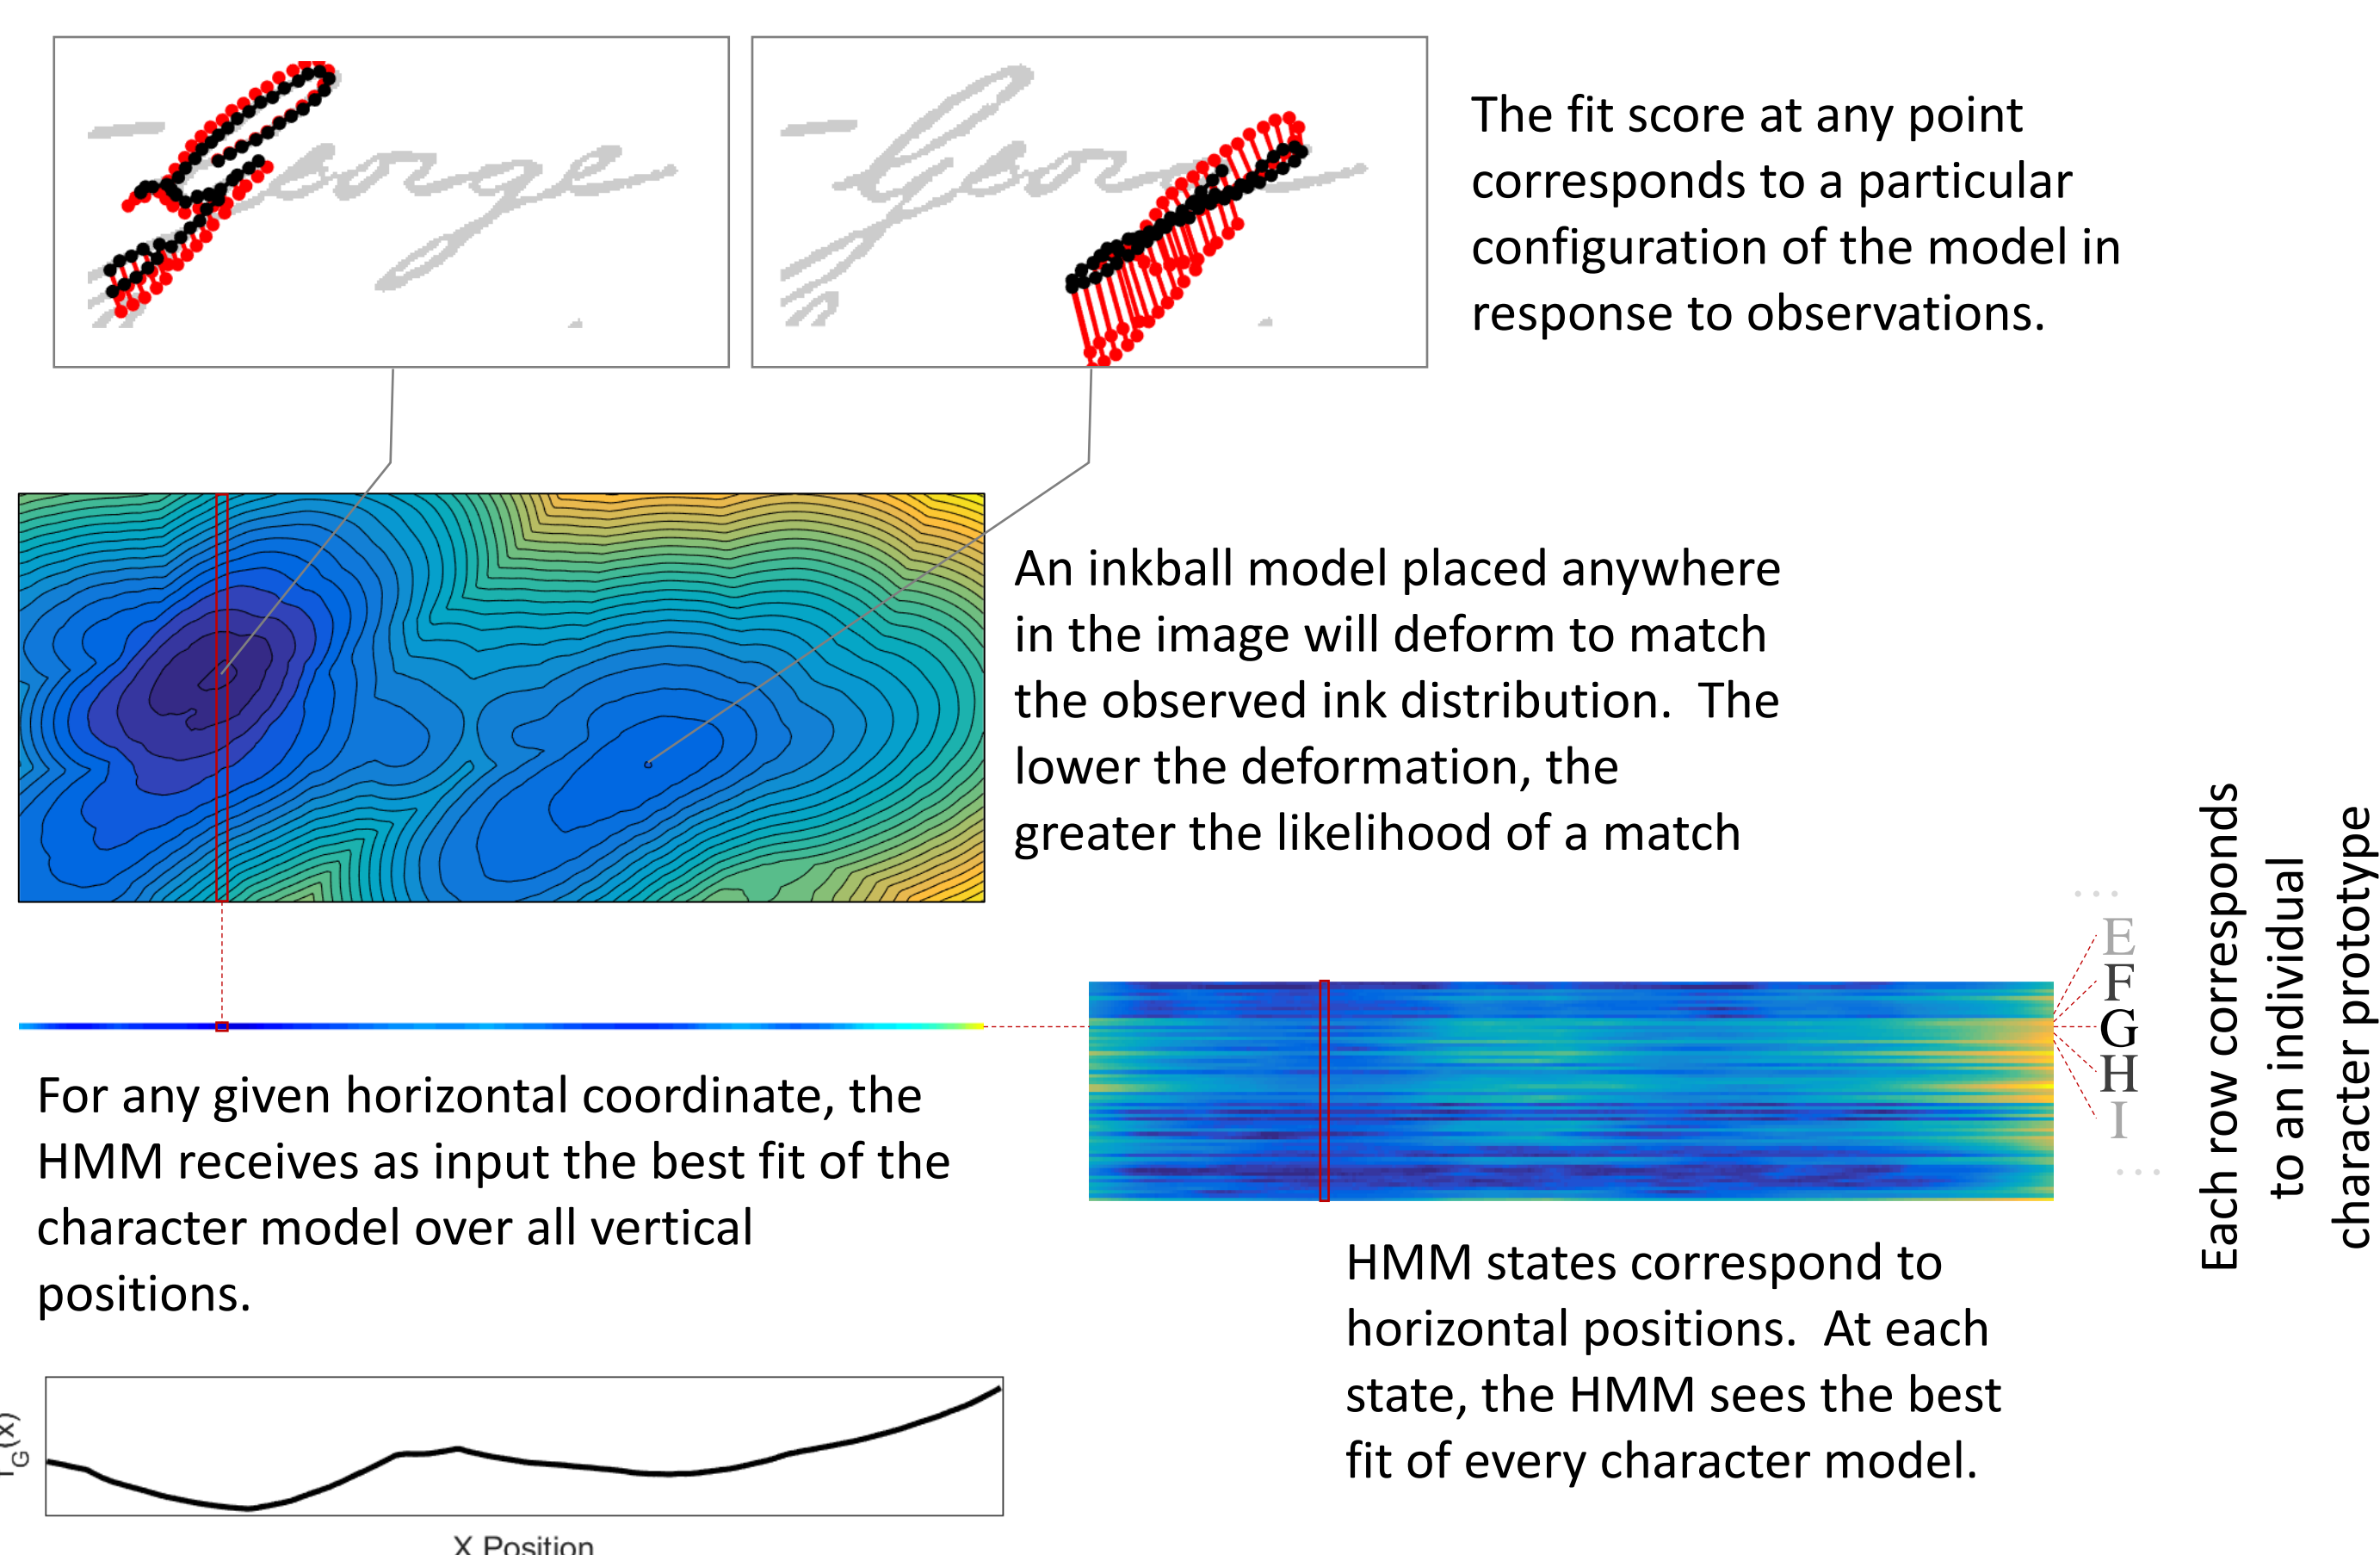 George
Geor
The fit score at any point
corresponds to a particular
configuration of the model in
response to observations.
An inkball model placed anywhere
in the image will deform to match
the observed ink distribution. The
lower the deformation, the
greater the likelihood of a match
...
E
F
G
H
I
...
Each row corresponds
to an individual
character prototype
For any given horizontal coordinate, the
HMM receives as input the best fit of the
character model over all vertical
positions.
HMM states correspond to
horizontal positions. At each
state, the HMM sees the best
fit of every character model.
G(x)
X Position